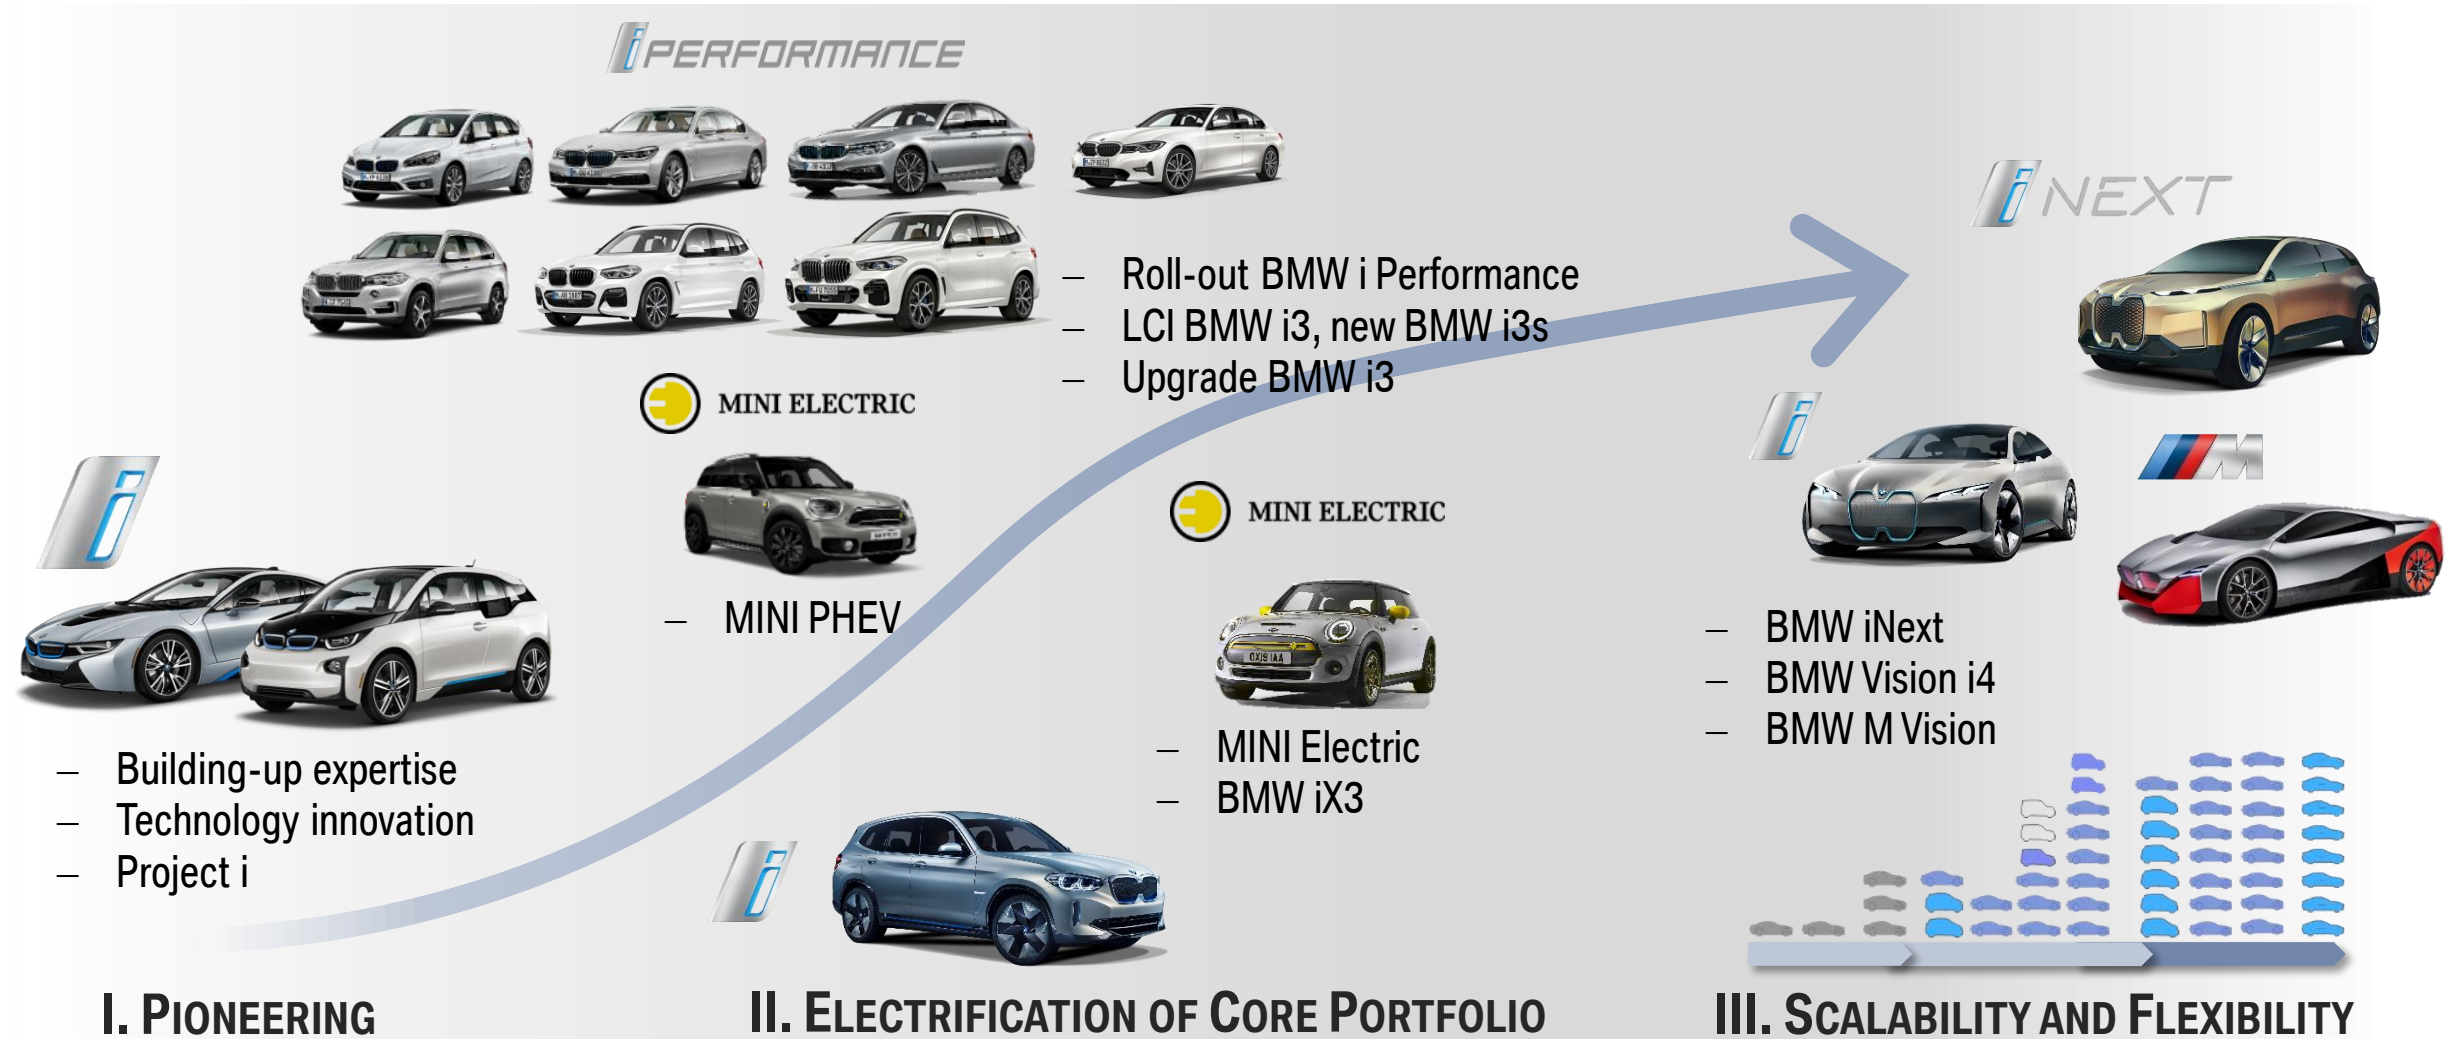 i PERFORMANCE
– Roll-out BMW i Performance
– LCI BMW i3, new BMW i3s
– Upgrade BMW i3
MINI ELECTRIC
– MINI PHEV
i
– Building-up expertise
– Technology innovation
– Project i
MINI ELECTRIC
OX19 IAA
– MINI Electric
– BMW iX3
i
i NEXT
i
M
– BMW iNext
– BMW Vision i4
– BMW M Vision
I. PIONEERING
II. ELECTRIFICATION OF CORE PORTFOLIO
III. SCALABILITY AND FLEXIBILITY